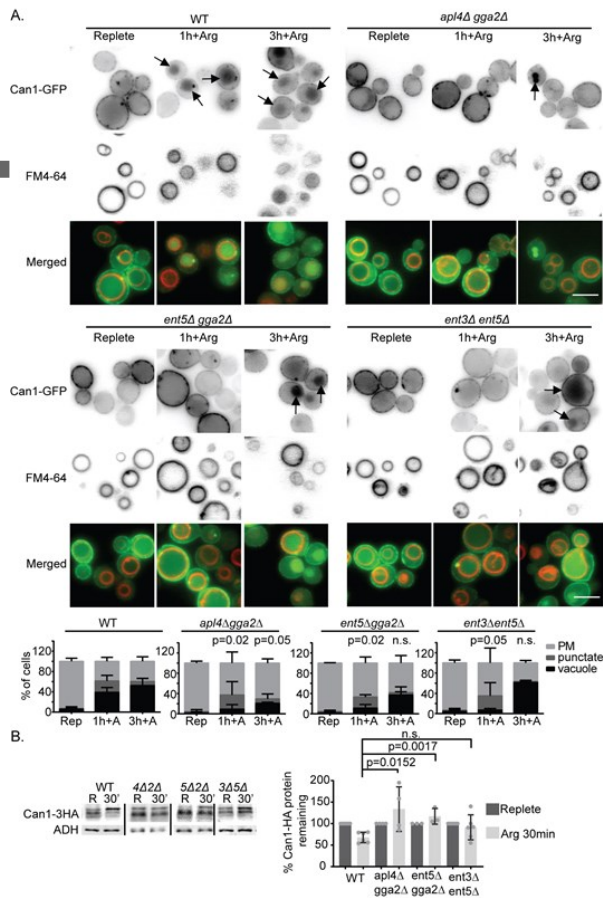 A.
WT
apl4Δ gga2Δ
Replete 1h+Arg 3h+Arg Replete 1h+Arg 3h+Arg
Can1-GFP
FM4-64
Merged
ent5Δ gga2Δ
ent3Δ ent5Δ
Replete 1h+Arg 3h+Arg Replete 1h+Arg 3h+Arg
Can1-GFP
FM4-64
Merged
WT apl4Δgga2Δ ent5Δgga2Δ ent3Δent5Δ
p=0.02 p=0.05 p=0.02 n.s. p=0.05 n.s.
% of cells
120
80
40
0
PM
punctate
vacuole
Rep 1h+A 3h+A Rep 1h+A 3h+A Rep 1h+A 3h+A Rep 1h+A 3h+A
B.
WT 4Δ2Δ 5Δ2Δ 3Δ5Δ
R 30' R 30' R 30' R 30'
Can1-3HA
ADH
n.s.
p=0.0017
p=0.0152
% Can1-HA protein
remaining
200
150
100
50
0
Replete
Arg 30min
WT apl4Δ ent5Δ ent3Δ
gga2Δ gga2Δ ent5Δ